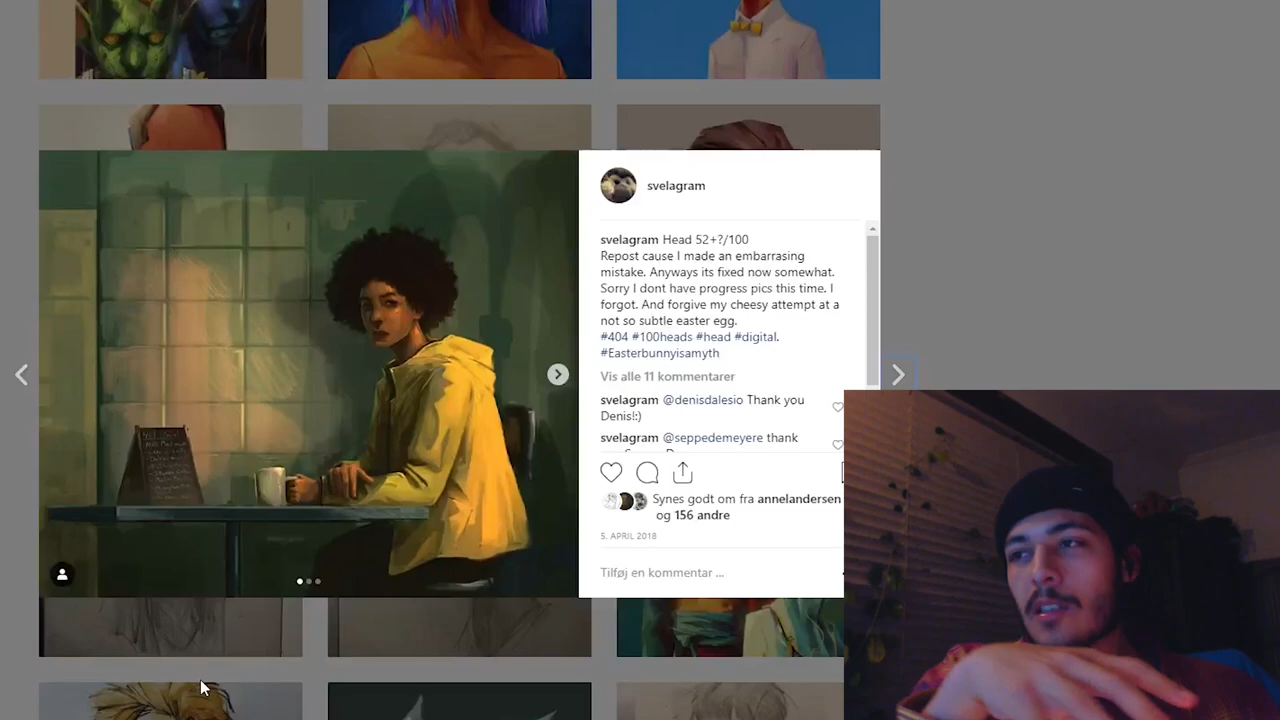 svelagram
svelagram Head 52+?/100
Repost cause I made an embarrasing
mistake. Anyways its fixed now somewhat.
Sorry I dont have progress pics this time. I
forgot. And forgive my cheesy attempt at a
not so subtle easter egg.
#404 #100heads #head #digital.
#Easterbunnyisamyth
Vis alle 11 kommentarer
svelagram @denisdalesio Thank you
Denis!:)
svelagram @seppedemeyere thank
Synes godt om fra annelandersen
og 156 andre
5. APRIL 2018
Tilføj en kommentar ...